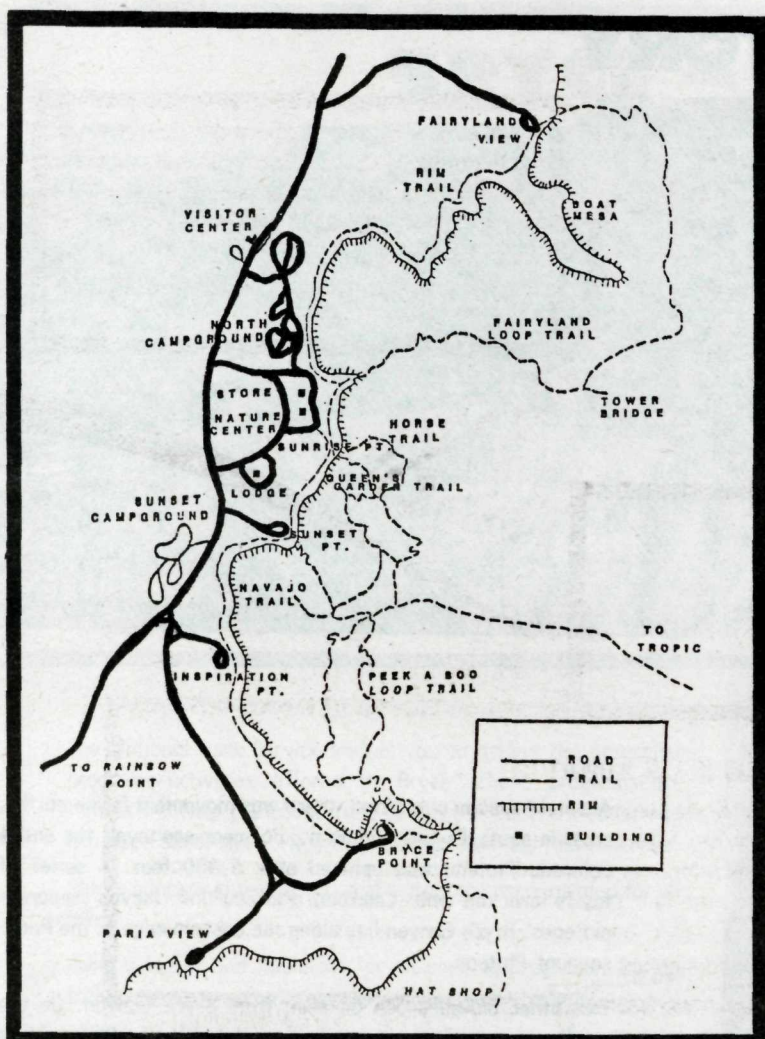 FAIRYLAND
VIEW
RIM
TRAIL
BOAT
MESA
VISITOR
CENTER
NORTH
CAMPGROUND
FAIRYLAND
LOOP TRAIL
STORE
NATURE
CENTER
TOWER
BRIDGE
HORSE
TRAIL
SUNRISE PT.
QUEEN'S
GARDEN TRAIL
LODGE
SUNSET
CAMPGROUND
SUNSET
PT.
NAVAJO
TRAIL
TO
TROPIC
INSPIRATION
PT.
PEEK A BOO
LOOP TRAIL
TO RAINBOW
POINT
ROAD
TRAIL
RIM
BUILDING
BRYCE
POINT
PARIA VIEW
HAT SHOP